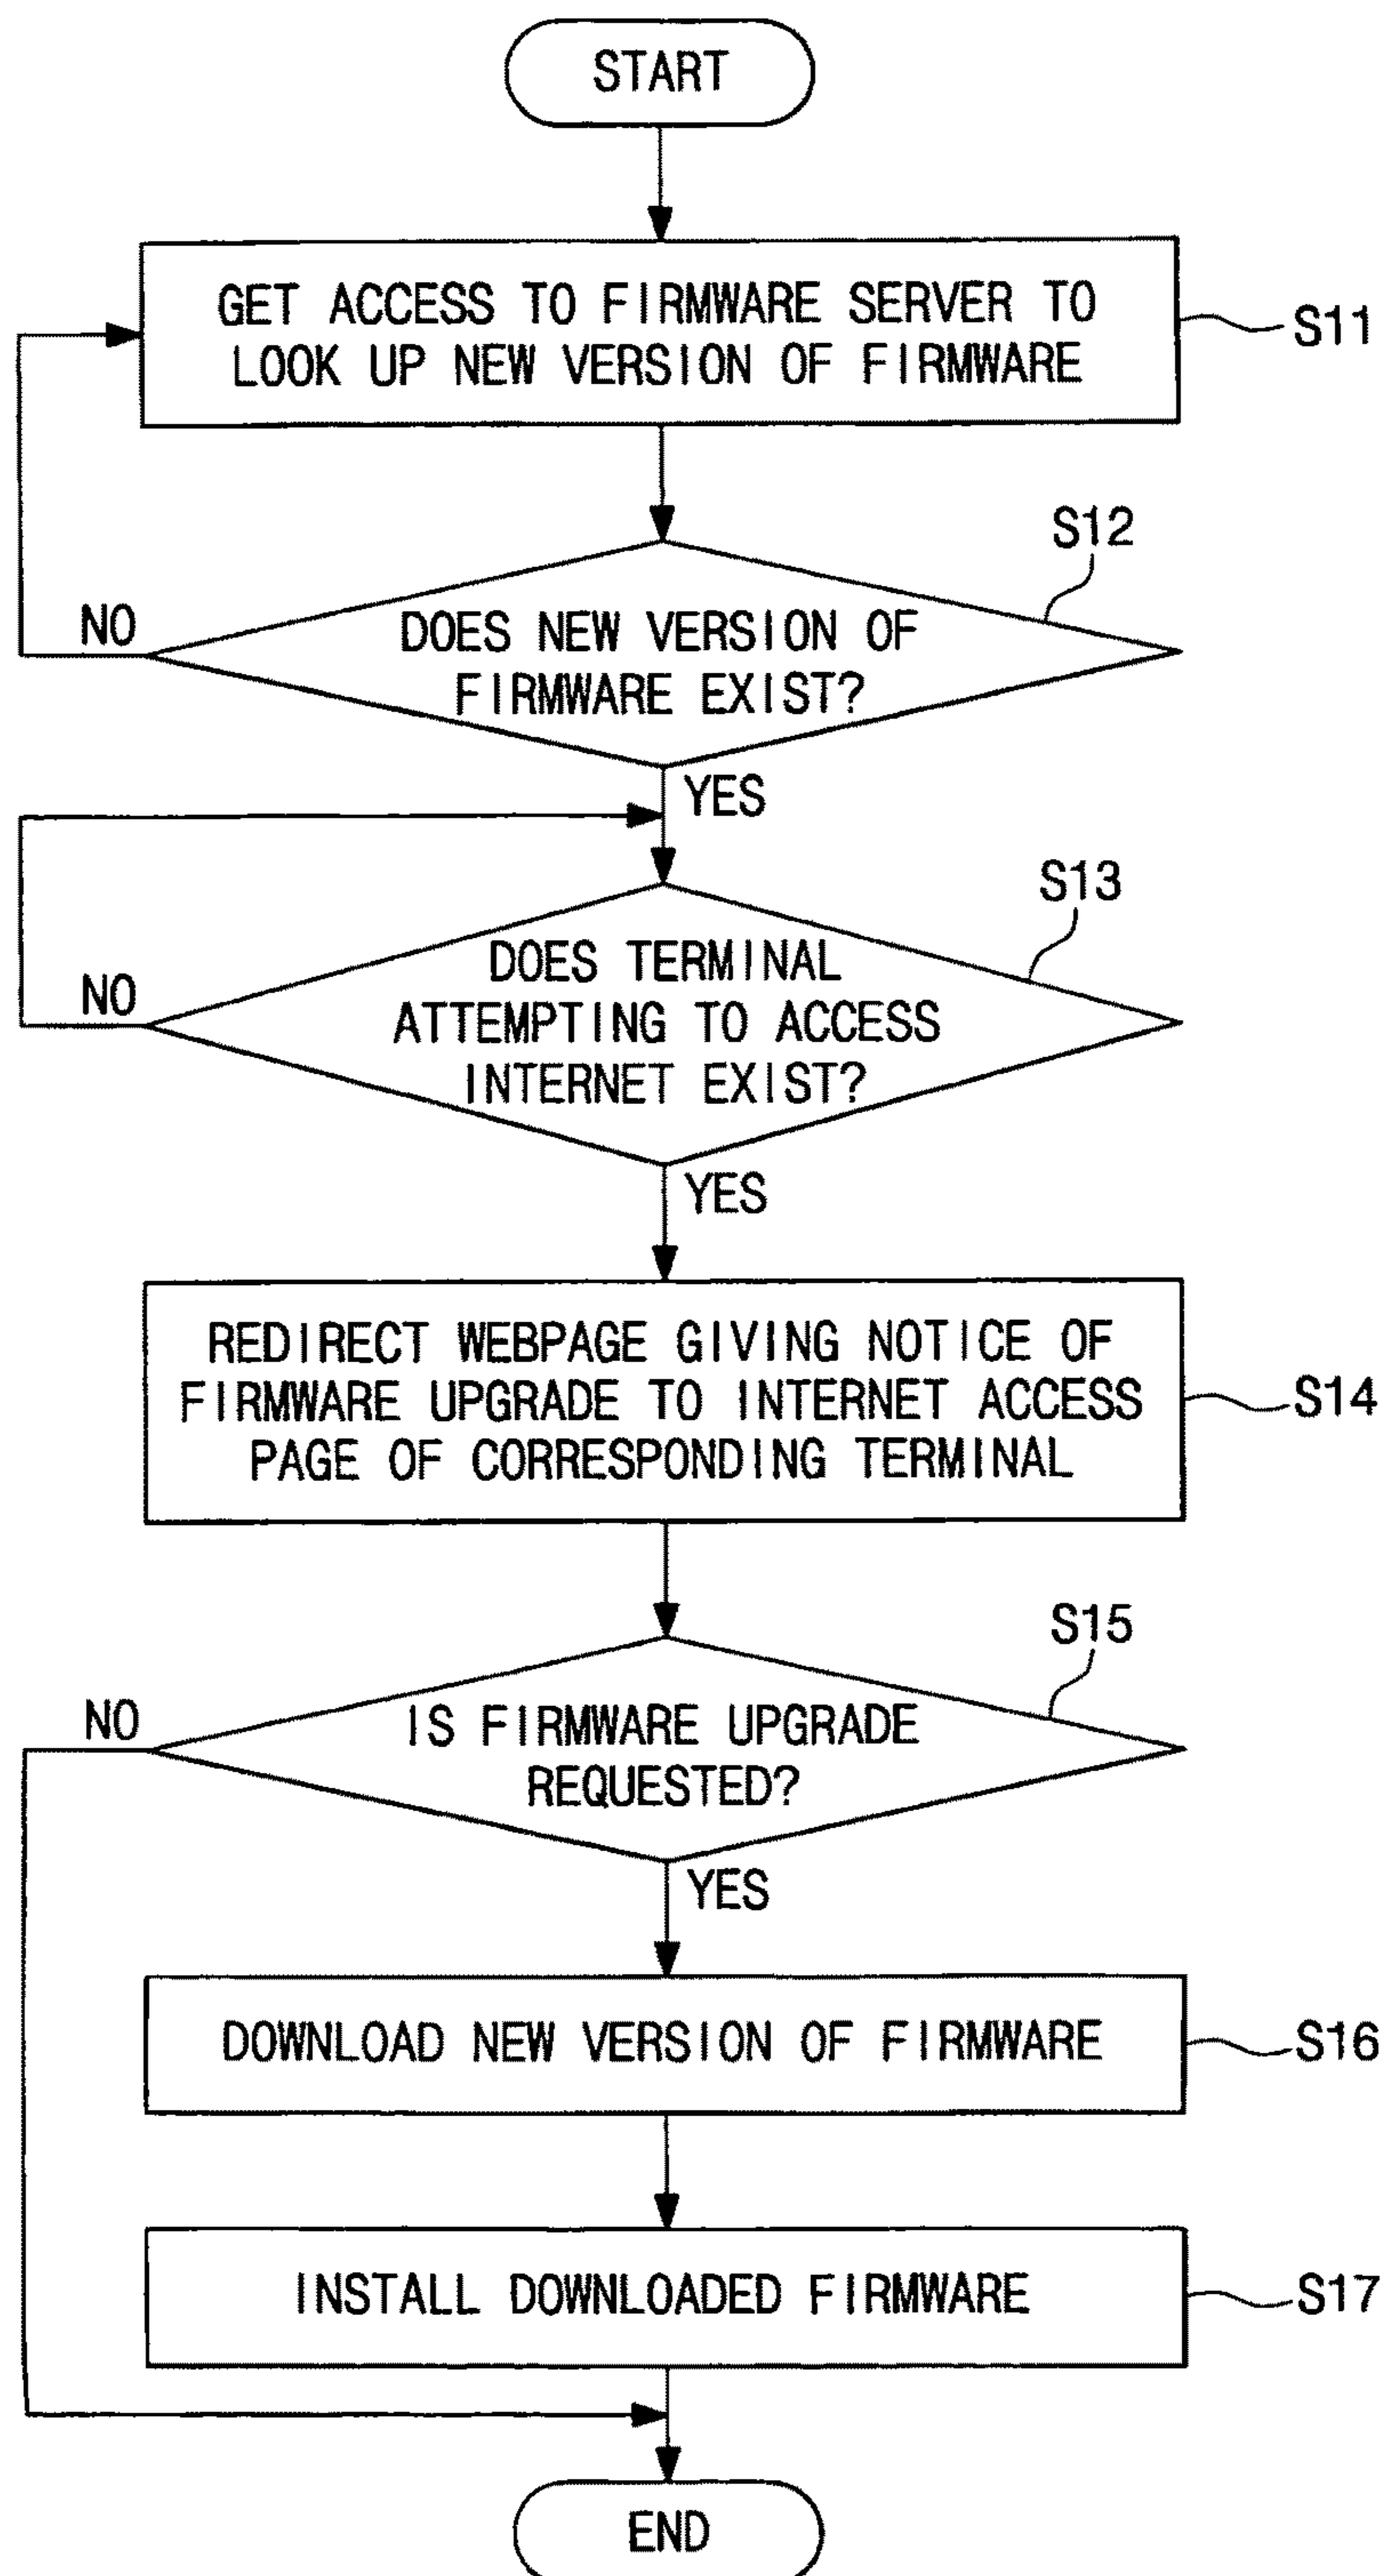 START
GET ACCESS TO FIRMWARE SERVER TO
LOOK UP NEW VERSION OF FIRMWARE
S11
S12
NO
DOES NEW VERSION OF
FIRMWARE EXIST?
YES
S13
NO
DOES TERMINAL
ATTEMPTING TO ACCESS
INTERNET EXIST?
YES
REDIRECT WEBPAGE GIVING NOTICE OF
FIRMWARE UPGRADE TO INTERNET ACCESS
PAGE OF CORRESPONDING TERMINAL
S14
S15
NO
IS FIRMWARE UPGRADE
REQUESTED?
YES
DOWNLOAD NEW VERSION OF FIRMWARE
S16
INSTALL DOWNLOADED FIRMWARE
S17
END